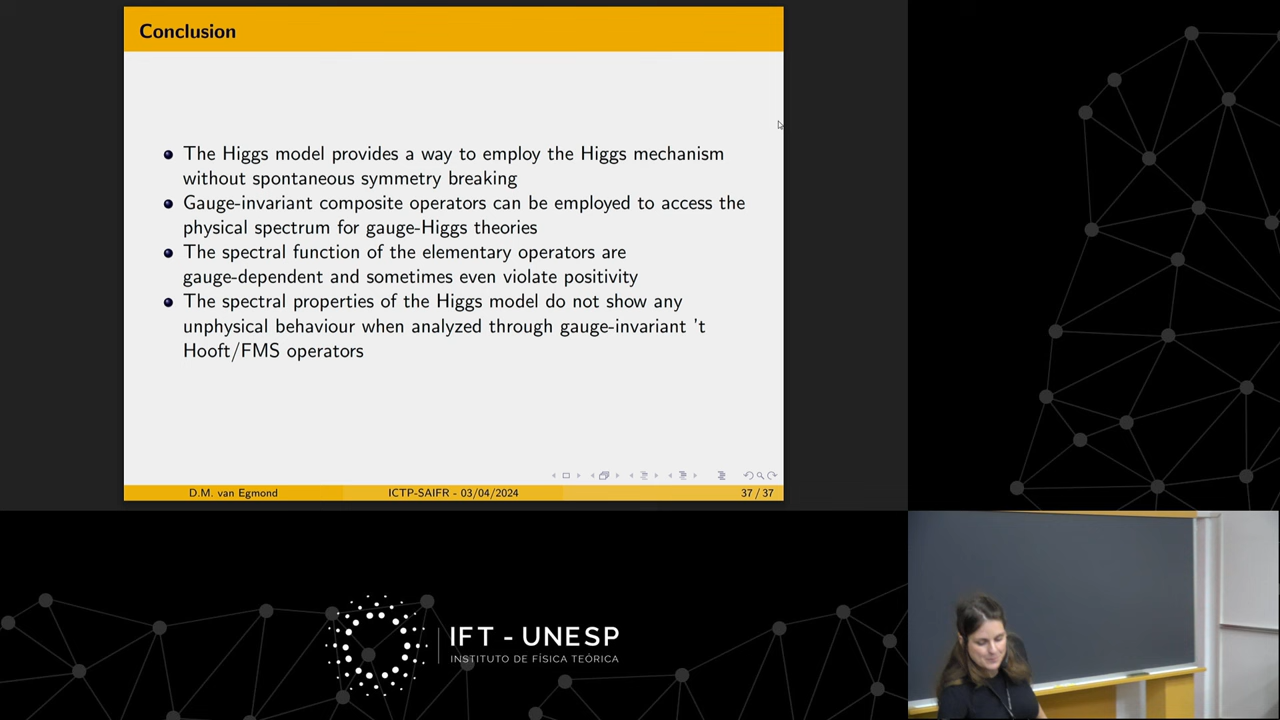 Conclusion
The Higgs model provides a way to employ the Higgs mechanism
without spontaneous symmetry breaking
Gauge-invariant composite operators can be employed to access the
physical spectrum for gauge-Higgs theories
The spectral function of the elementary operators are
gauge-dependent and sometimes even violate positivity
The spectral properties of the Higgs model do not show any
unphysical behaviour when analyzed through gauge-invariant 't
Hooft/FMS operators
D.M. van Egmond
ICTP-SAIFR - 03/04/2024
37 / 37
IFT - UNESP
INSTITUTO DE FÍSICA TEÓRICA